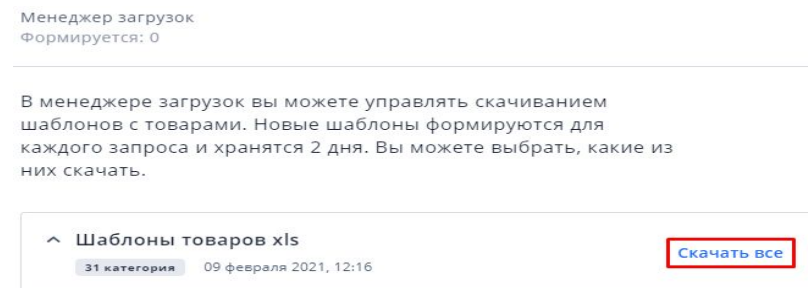 Менеджер загрузок
Формируется: 0
В менеджере загрузок вы можете управлять скачиванием
шаблонов с товарами. Новые шаблоны формируются для
каждого запроса и хранятся 2 дня. Вы можете выбрать, какие из
них скачать.
Шаблоны товаров xls
Скачать все
31 категория 09 февраля 2021, 12:16